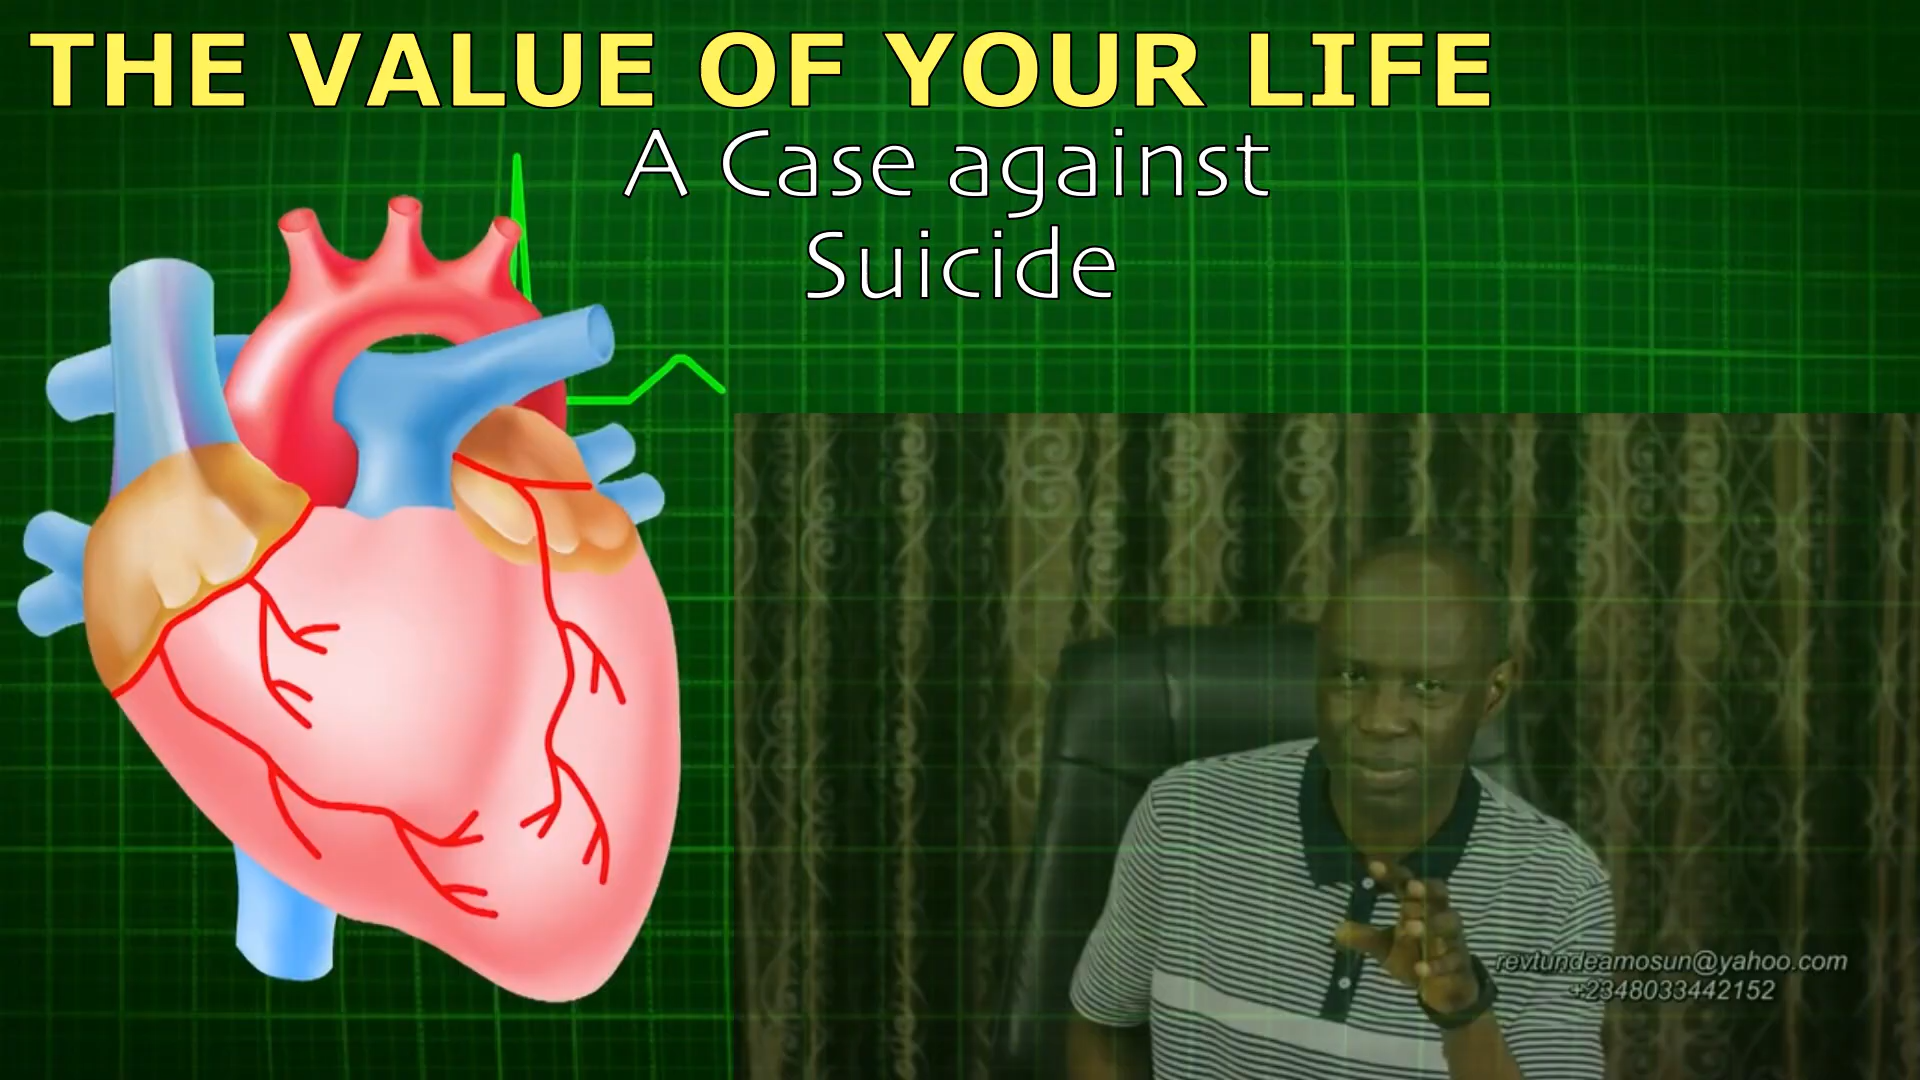 THE VALUE OF YOUR LIFE
A Case against
Suicide
revtundeamosun@yahoo.com
+2348033442152